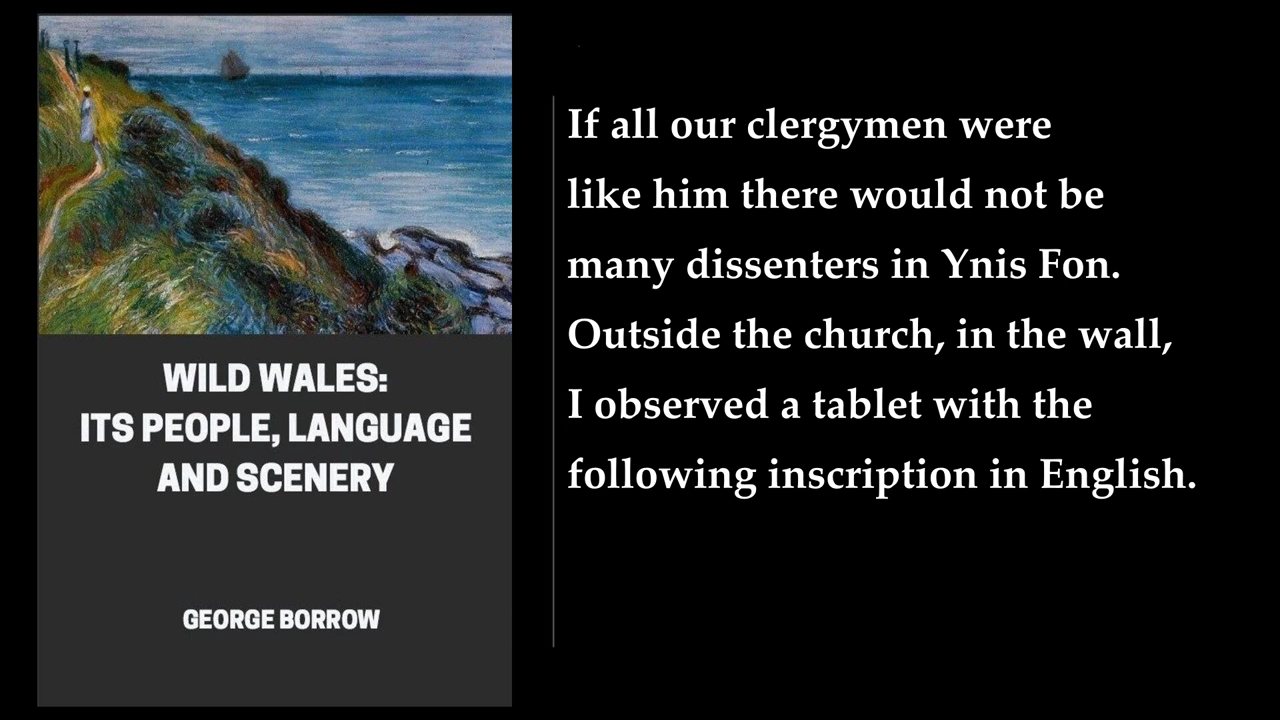 WILD WALES:
ITS PEOPLE, LANGUAGE
AND SCENERY
GEORGE BORROW
If all our clergymen were
like him there would not be
many dissenters in Ynis Fon.
Outside the church, in the wall,
I observed a tablet with the
following inscription in English.